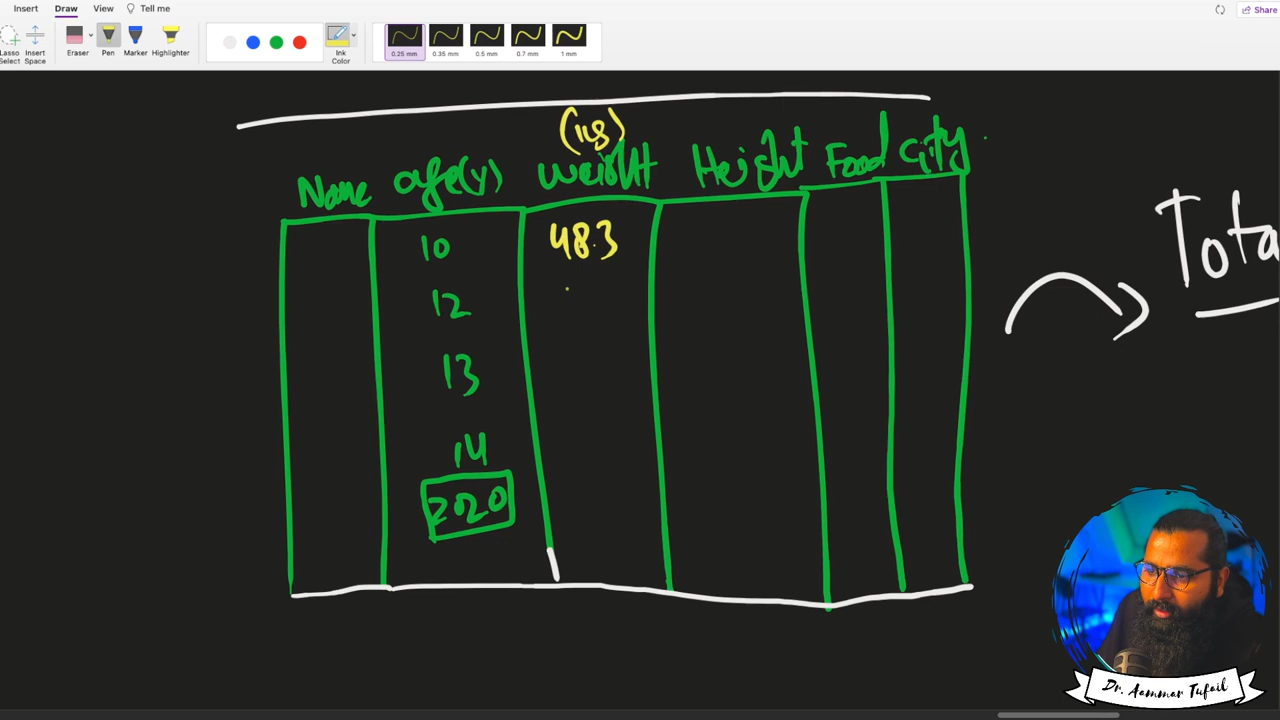 Insert Draw View Tell me Share
Lasso Select Insert Space Eraser Pen Marker Highlighter Ink Color 0.25 mm 0.35 mm 0.5 mm 0.7 mm 1 mm
(kg)
Name age(y) weight Height Food City
10 48.3
12
13
14
2020
Tota
Dr. Aammar Tufail